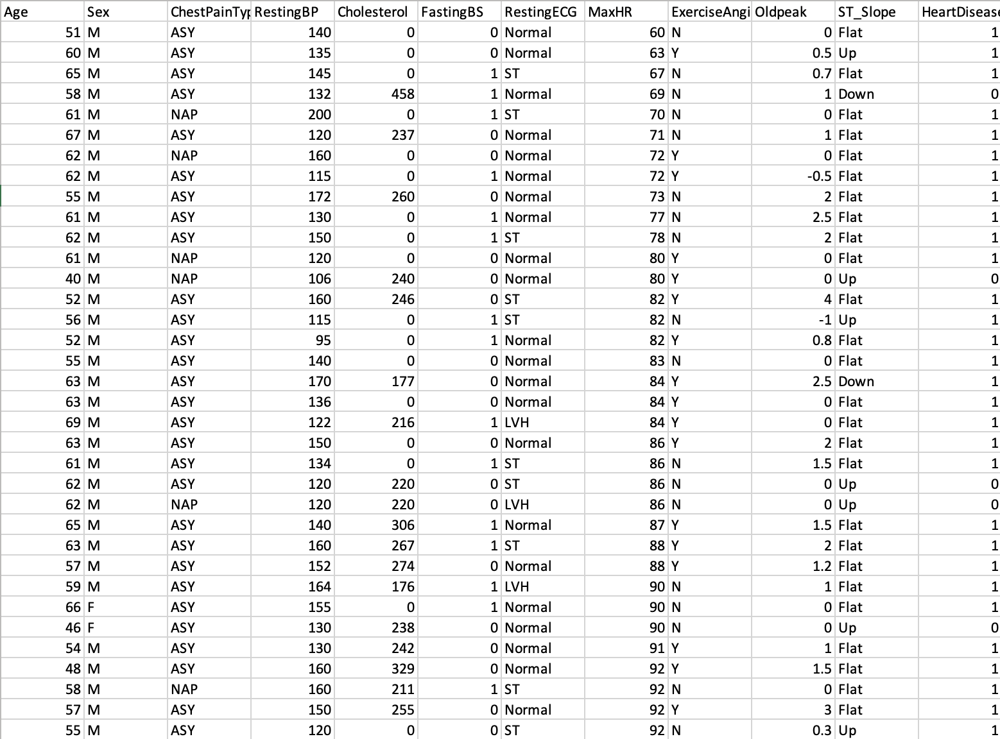 Age Sex ChestPainTyp RestingBP Cholesterol FastingBS RestingECG MaxHR ExerciseAngi Oldpeak ST_Slope HeartDisease
51 M ASY 140 0 0 Normal 60 N 0 Flat 1
60 M ASY 135 0 0 Normal 63 Y 0.5 Up 1
65 M ASY 145 0 1 ST 67 N 0.7 Flat 1
58 M ASY 132 458 1 Normal 69 N 1 Down 0
61 M NAP 200 0 1 ST 70 N 0 Flat 1
67 M ASY 120 237 0 Normal 71 N 1 Flat 1
62 M NAP 160 0 0 Normal 72 Y 0 Flat 1
62 M ASY 115 0 1 Normal 72 Y -0.5 Flat 1
55 M ASY 172 260 0 Normal 73 N 2 Flat 1
61 M ASY 130 0 1 Normal 77 N 2.5 Flat 1
62 M ASY 150 0 1 ST 78 N 2 Flat 1
61 M NAP 120 0 0 Normal 80 Y 0 Flat 1
40 M NAP 106 240 0 Normal 80 Y 0 Up 0
52 M ASY 160 246 0 ST 82 Y 4 Flat 1
56 M ASY 115 0 1 ST 82 N -1 Up 1
52 M ASY 95 0 1 Normal 82 Y 0.8 Flat 1
55 M ASY 140 0 0 Normal 83 N 0 Flat 1
63 M ASY 170 177 0 Normal 84 Y 2.5 Down 1
63 M ASY 136 0 0 Normal 84 Y 0 Flat 1
69 M ASY 122 216 1 LVH 84 Y 0 Flat 1
63 M ASY 150 0 0 Normal 86 Y 2 Flat 1
61 M ASY 134 0 1 ST 86 N 1.5 Flat 1
62 M ASY 120 220 0 ST 86 N 0 Up 0
62 M NAP 120 220 0 LVH 86 N 0 Up 0
65 M ASY 140 306 1 Normal 87 Y 1.5 Flat 1
63 M ASY 160 267 1 ST 88 Y 2 Flat 1
57 M ASY 152 274 0 Normal 88 Y 1.2 Flat 1
59 M ASY 164 176 1 LVH 90 N 1 Flat 1
66 F ASY 155 0 1 Normal 90 N 0 Flat 1
46 F ASY 130 238 0 Normal 90 N 0 Up 0
54 M ASY 130 242 0 Normal 91 Y 1 Flat 1
48 M ASY 160 329 0 Normal 92 Y 1.5 Flat 1
58 M NAP 160 211 1 ST 92 N 0 Flat 1
57 M ASY 150 255 0 Normal 92 Y 3 Flat 1
55 M ASY 120 0 0 ST 92 N 0.3 Up 1